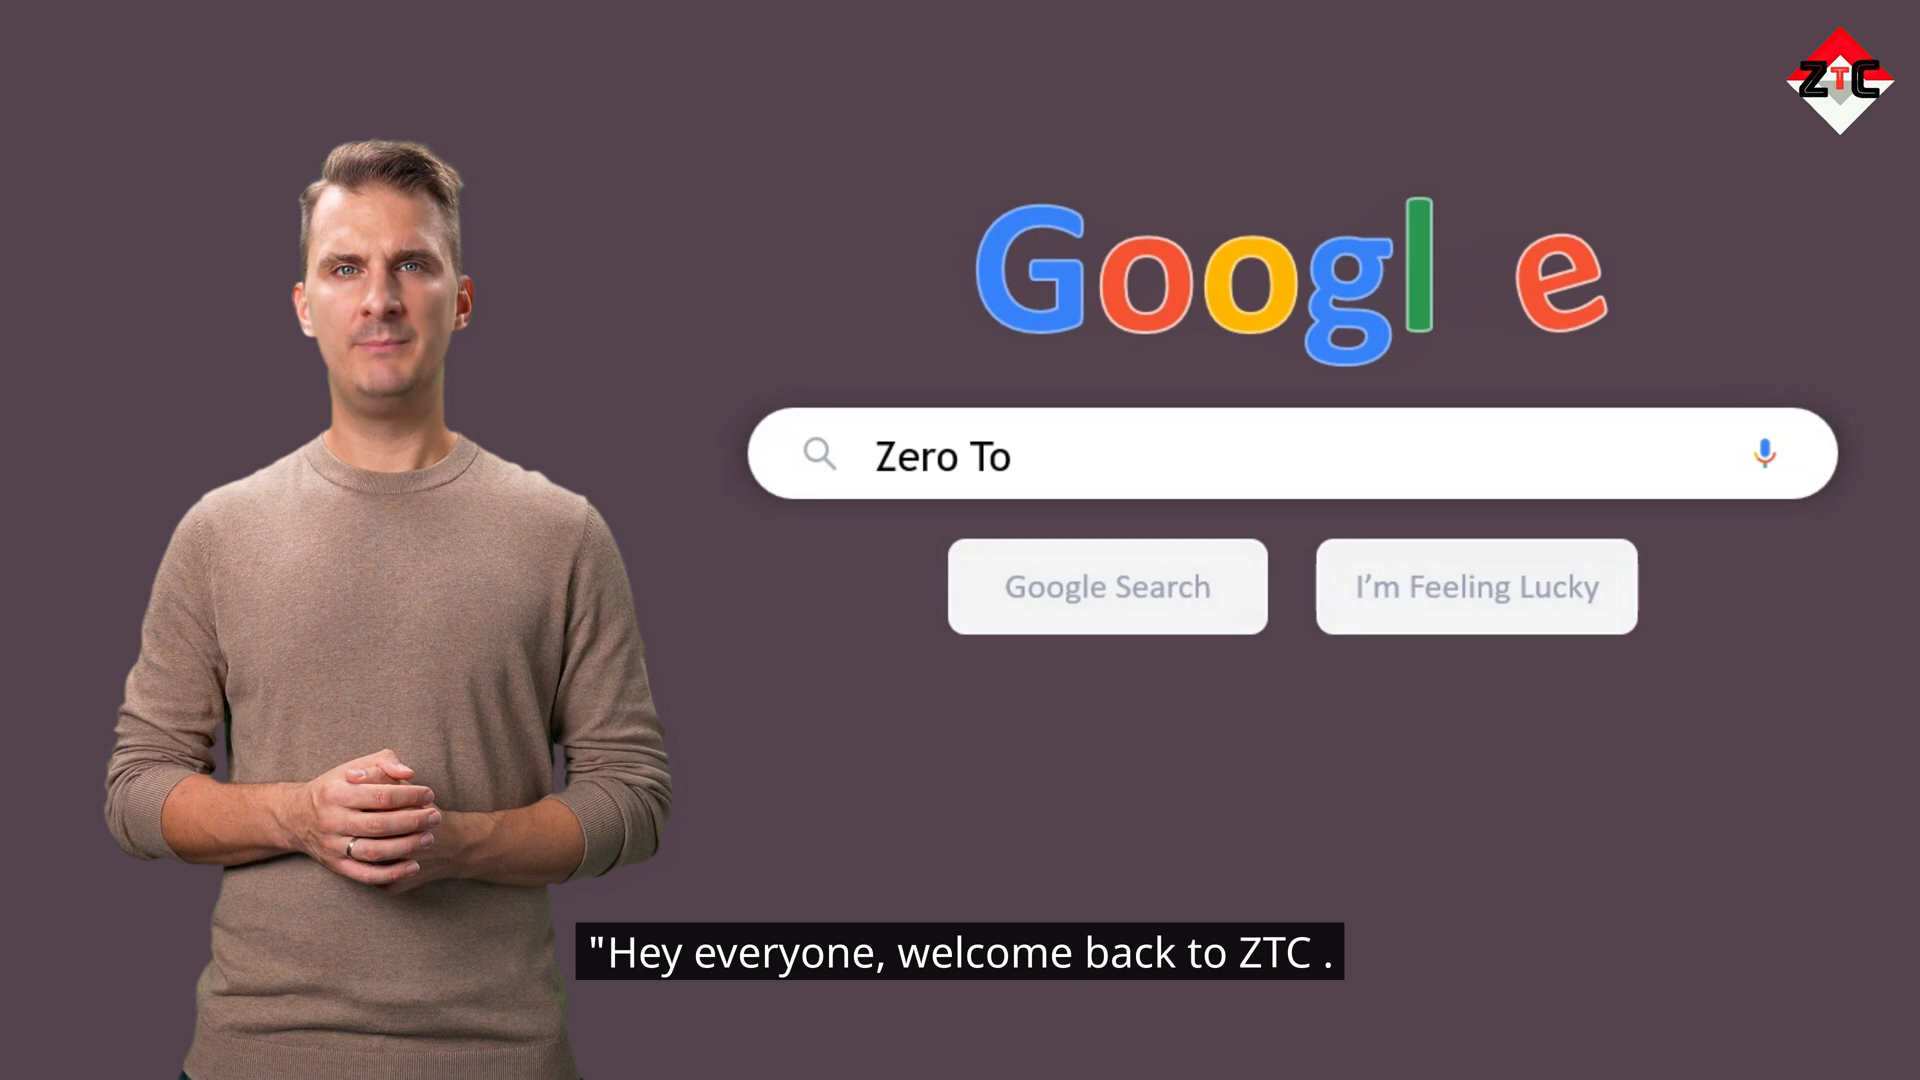 ZTC
Googl e
Zero To
Google Search
I’m Feeling Lucky
"Hey everyone, welcome back to ZTC .